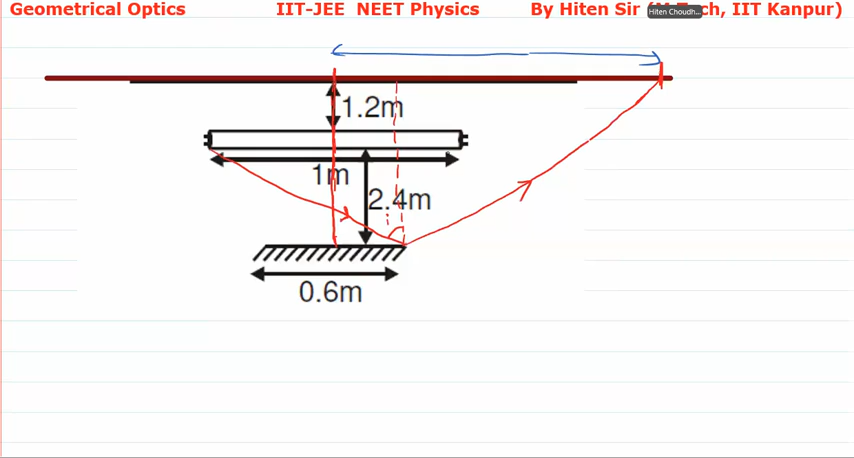 Geometrical Optics IIT-JEE NEET Physics By Hiten Sir (M.Tech, IIT Kanpur)
Hiten Choudh...
1.2m
1m
2.4m
i
0.6m